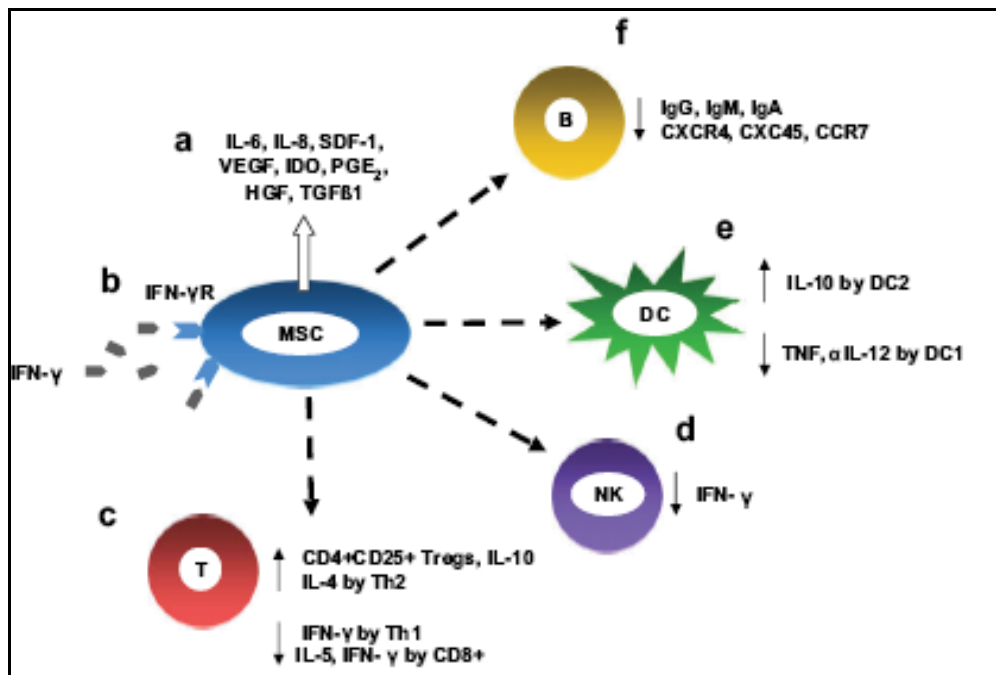 f
B
IgG, IgM, IgA
CXCR4, CXC45, CCR7
a
IL-6, IL-8, SDF-1,
VEGF, IDO, PGE₂,
HGF, TGFß1
b
IFN-γR
IFN-γ
MSC
e
DC
IL-10 by DC2
TNF, α IL-12 by DC1
d
NK
IFN- γ
c
T
CD4+CD25+ Tregs, IL-10
IL-4 by Th2
IFN-γ by Th1
IL-5, IFN- γ by CD8+